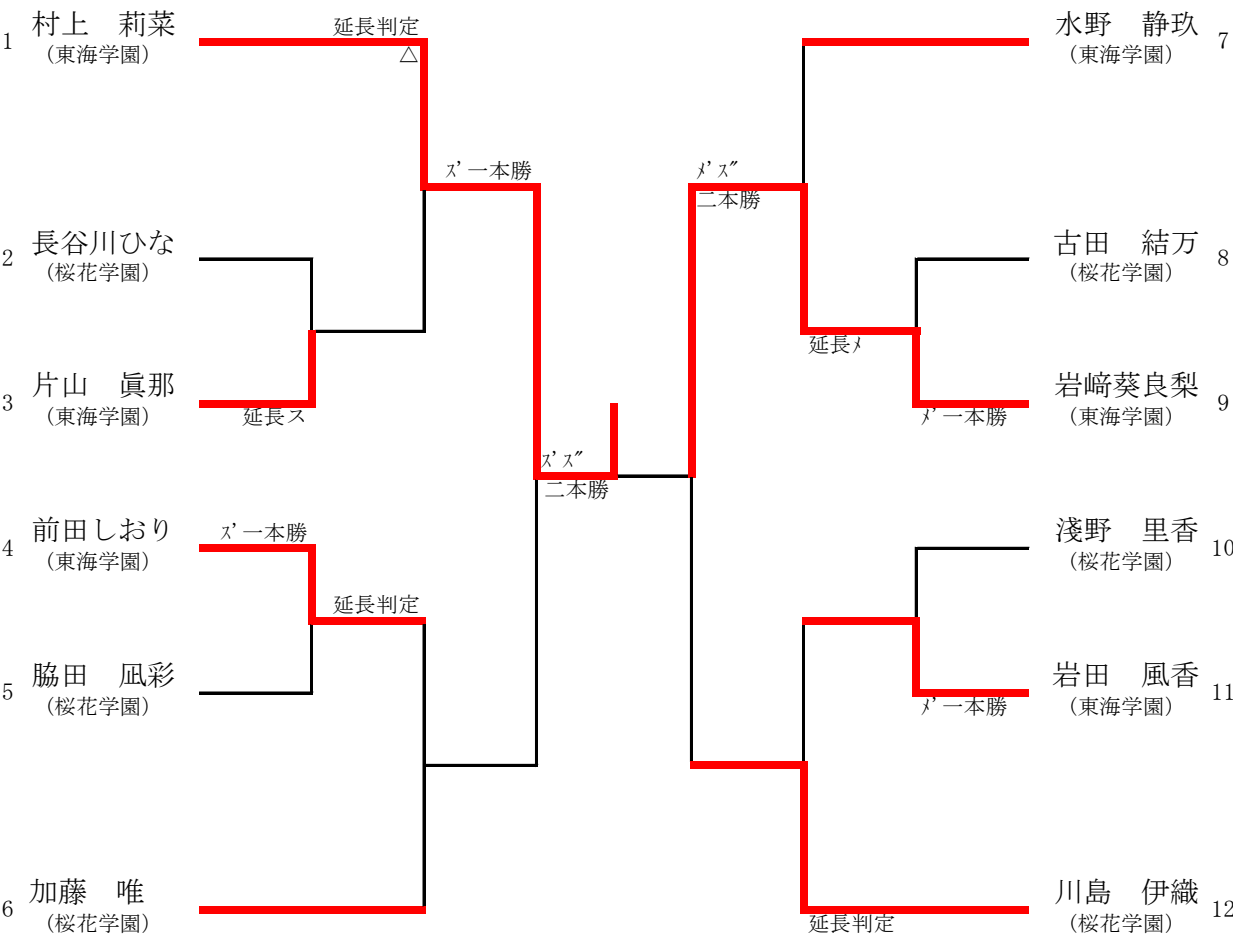 1 村上　莉菜
（東海学園）
延長判定
△
ズ’一本勝
2 長谷川ひな
（桜花学園）
3 片山　眞那
（東海学園）
延長ス
ズ’ズ”
二本勝
4 前田しおり
（東海学園）
ズ’一本勝
延長判定
5 脇田　凪彩
（桜花学園）
6 加藤　唯
（桜花学園）
水野　静玖 7
（東海学園）
メ’ズ”
二本勝
古田　結万 8
（桜花学園）
延長メ
岩﨑葵良梨 9
（東海学園）
メ’一本勝
淺野　里香 10
（桜花学園）
岩田　風香 11
（東海学園）
メ’一本勝
川島　伊織 12
（桜花学園）
延長判定